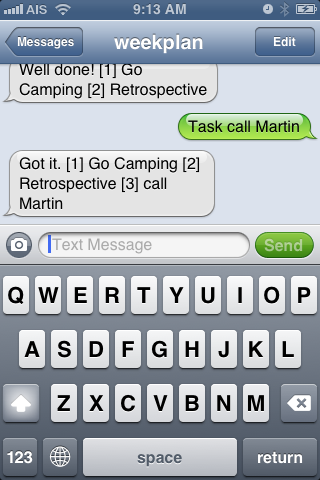 AIS 9:13 AM
Messages weekplan Edit
Well done! [1] Go
Camping [2] Retrospective
Task call Martin
Got it. [1] Go Camping [2]
Retrospective [3] call
Martin
Text Message Send
Q W E R T Y U I O P
A S D F G H J K L
Z X C V B N M
123 space return